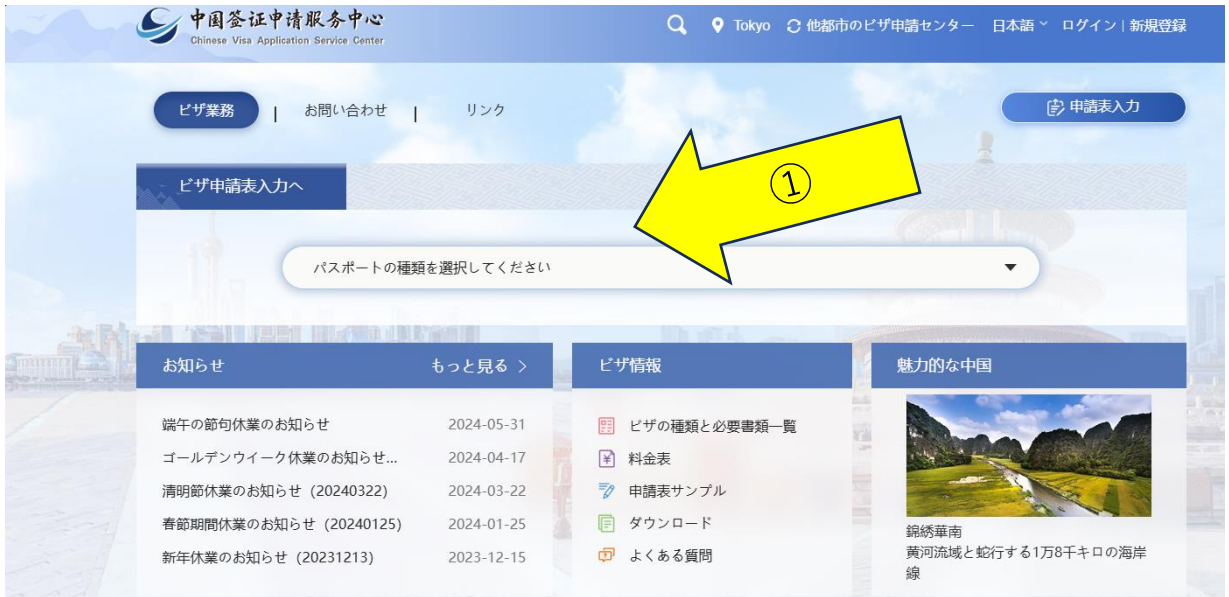 中国签证申请服务中心
Chinese Visa Application Service Center
Tokyo 他都市のビザ申請センター 日本語 ログイン | 新規登録
ビザ業務 | お問い合わせ | リンク
申請表入力
ビザ申請表入力へ
①
パスポートの種類を選択してください
お知らせ もっと見る >
端午の節句休業のお知らせ 2024-05-31
ゴールデンウイーク休業のお知らせ... 2024-04-17
清明節休業のお知らせ (20240322) 2024-03-22
春節期間休業のお知らせ (20240125) 2024-01-25
新年休業のお知らせ (20231213) 2023-12-15
ビザ情報
ビザの種類と必要書類一覧
料金表
申請表サンプル
ダウンロード
よくある質問
魅力的な中国
錦綉華南
黄河流域と蛇行する1万8千キロの海岸
線